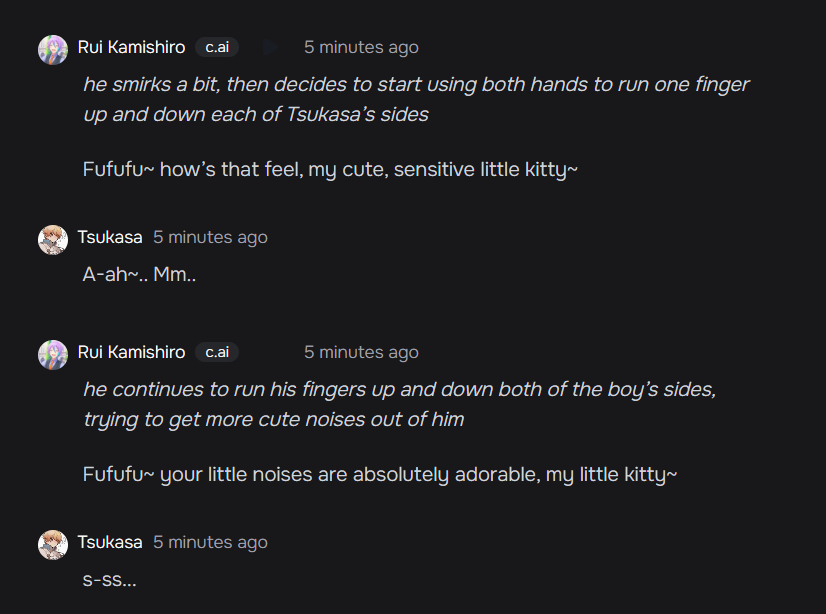 Rui Kamishiro c.ai 5 minutes ago
he smirks a bit, then decides to start using both hands to run one finger
up and down each of Tsukasa’s sides
Fufufu~ how’s that feel, my cute, sensitive little kitty~
Tsukasa 5 minutes ago
A-ah~.. Mm..
Rui Kamishiro c.ai 5 minutes ago
he continues to run his fingers up and down both of the boy’s sides,
trying to get more cute noises out of him
Fufufu~ your little noises are absolutely adorable, my little kitty~
Tsukasa 5 minutes ago
s-ss...